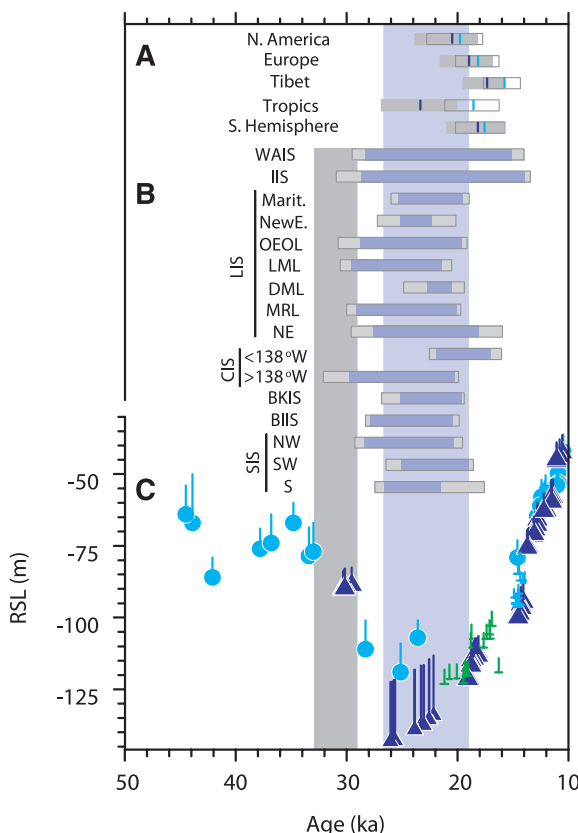 A
N. America
Europe
Tibet
Tropics
S. Hemisphere
B
WAIS
IIS
LIS
Marit.
NewE.
OEOL
LML
DML
MRL
NE
CIS
<138 °W
>138 °W
BKIS
BIIS
SIS
NW
SW
S
C
RSL (m)
-50
-75
-100
-125
50 40 30 20 10
Age (ka)